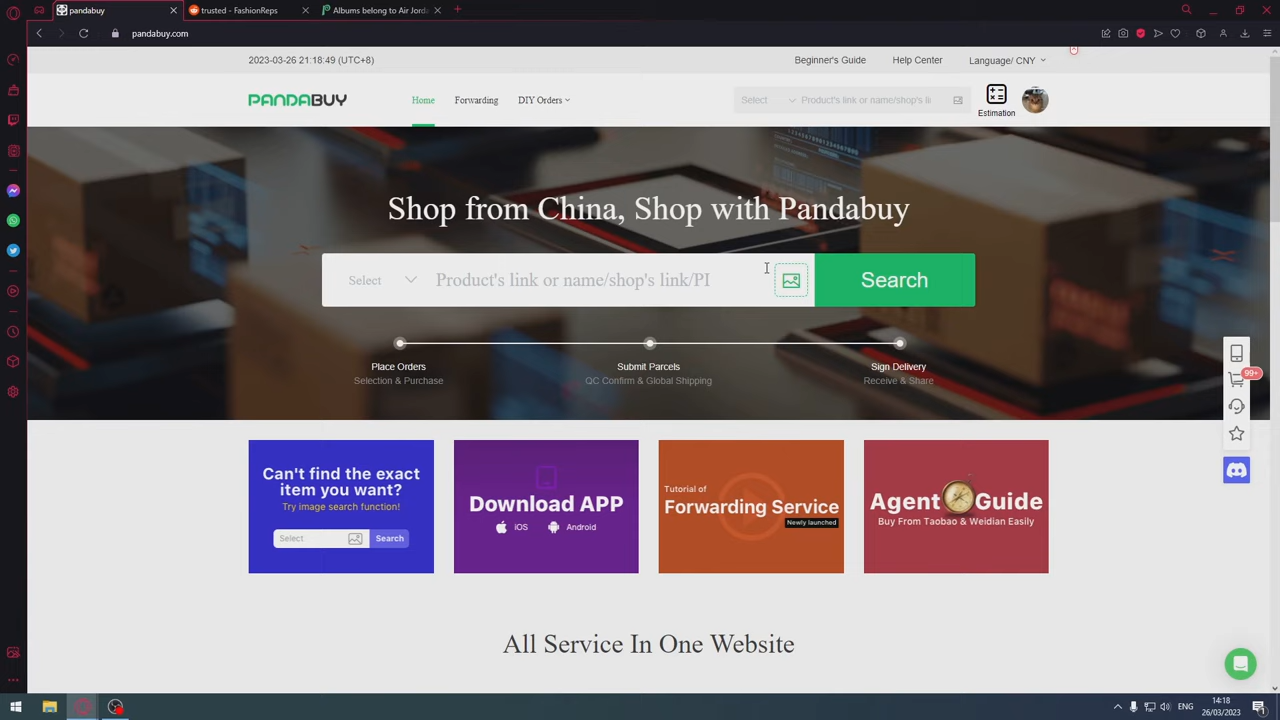 pandabuy
trusted - FashionReps
Albums belong to Air Jord
pandabuy.com
2023-03-26 21:18:49 (UTC+8)
Beginner's Guide
Help Center
Language/ CNY
PANDABUY
Home
Forwarding
DIY Orders
Select
Product's link or name/shop's lin
Estimation
Shop from China, Shop with Pandabuy
Select
Product's link or name/shop's link/PI
Search
Place Orders
Submit Parcels
Sign Delivery
Selection & Purchase
QC Confirm & Global Shipping
Receive & Share
99+
Can't find the exact
item you want?
Try image search function!
Select
Search
Download APP
iOS
Android
Tutorial of
Forwarding Service
Newly launched
Agent Guide
Buy From Taobao & Weidian Easily
All Service In One Website
ENG
14:18
26/03/2023
1